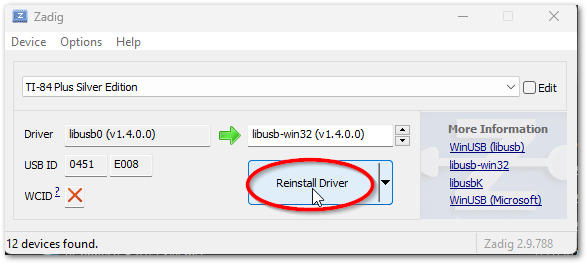 Zadig
Device Options Help
TI-84 Plus Silver Edition
Edit
Driver libusb0 (v1.4.0.0) libusb-win32 (v1.4.0.0)
More Information
WinUSB (libusb)
USB ID 0451 E008
libusb-win32
Reinstall Driver
libusbK
WCID ?
WinUSB (Microsoft)
12 devices found.
Zadig 2.9.788